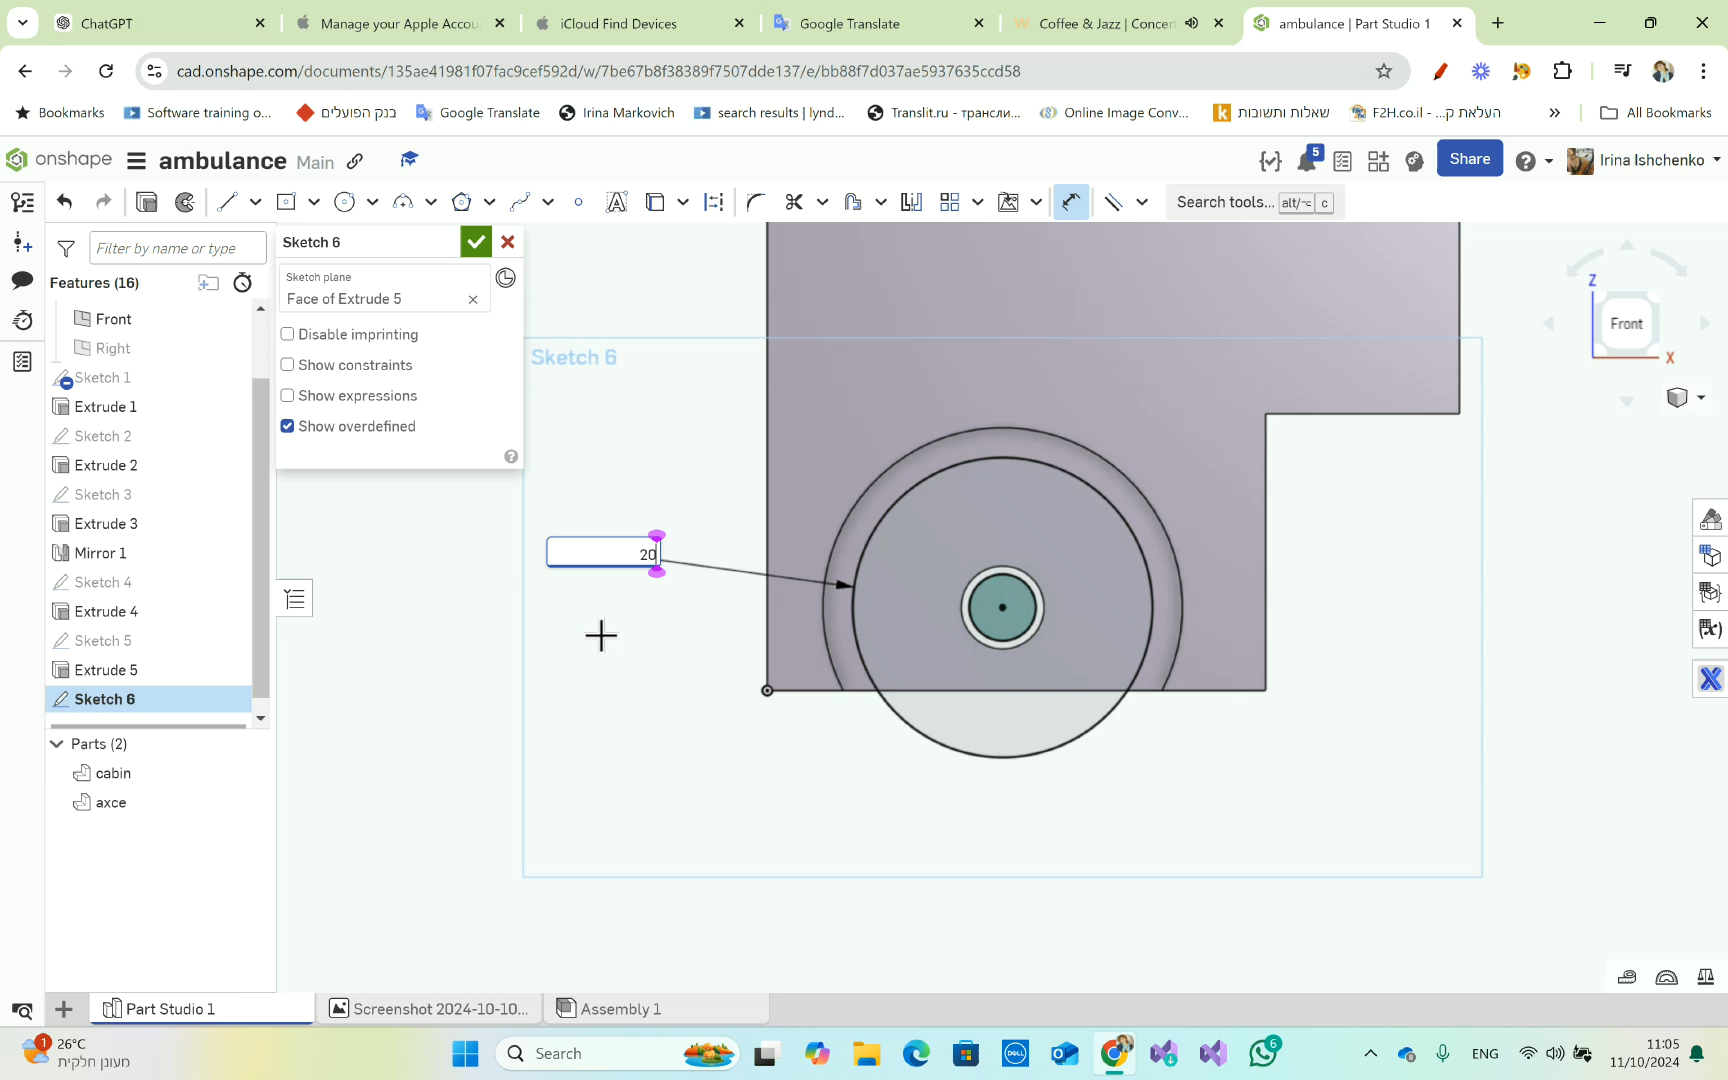 ChatGPT
Manage your Apple Accou
iCloud Find Devices
Google Translate
Coffee & Jazz | Concert
ambulance | Part Studio 1
cad.onshape.com/documents/135ae41981f07fac9cef592d/w/7be67b8f38389f7507dde137/e/bb88f7d037ae5937635ccd58
Bookmarks
Software training o...
בנק הפועלים
Google Translate
Irina Markovich
search results | lynd...
Translit.ru - трансли...
Online Image Conv...
שאלות ותשובות
F2H.co.il - ...העלאת ק
»
All Bookmarks
onshape
ambulance Main
5
Share
Irina Ishchenko
Search tools... alt/⌥ c
Filter by name or type
Features (16)
Front
Right
Sketch 1
Extrude 1
Sketch 2
Extrude 2
Sketch 3
Extrude 3
Mirror 1
Sketch 4
Extrude 4
Sketch 5
Extrude 5
Sketch 6
Parts (2)
cabin
axce
Sketch 6
Sketch plane
Face of Extrude 5
Disable imprinting
Show constraints
Show expressions
Show overdefined
Sketch 6
20
Z
Front
X
Part Studio 1
Screenshot 2024-10-10...
Assembly 1
1
26°C
מעונן חלקית
Search
DELL
6
ENG
11:05
11/10/2024